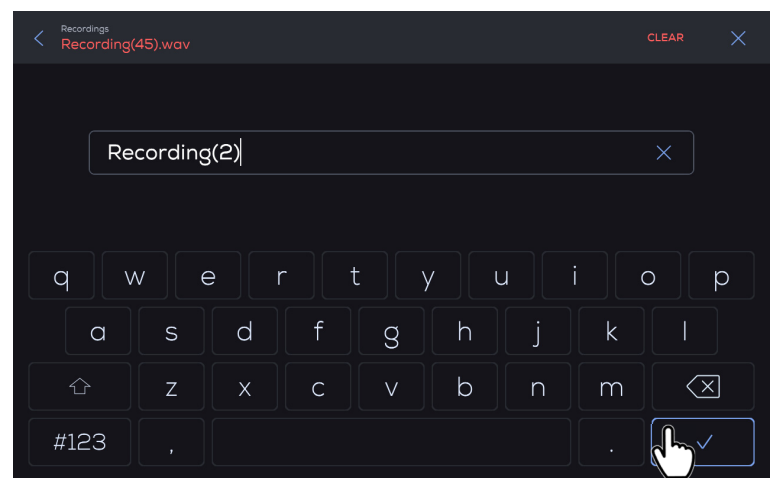 Recordings
Recording(45).wav
CLEAR
Recording(2)
q w e r t y u i o p
a s d f g h j k l
z x c v b n m
#123 , .